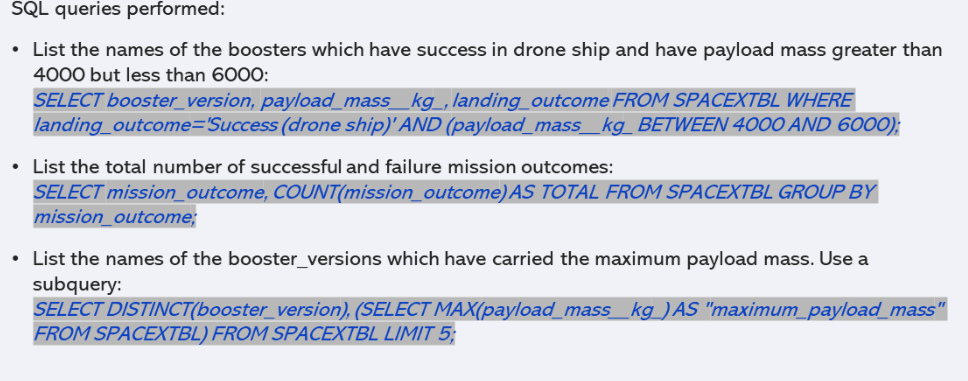 SQL queries performed:
• List the names of the boosters which have success in drone ship and have payload mass greater than
4000 but less than 6000:
SELECT booster_version, payload_mass__kg_, landing_outcome FROM SPACEXTBL WHERE
landing_outcome='Success (drone ship)' AND (payload_mass__kg_ BETWEEN 4000 AND 6000);
• List the total number of successful and failure mission outcomes:
SELECT mission_outcome, COUNT(mission_outcome) AS TOTAL FROM SPACEXTBL GROUP BY
mission_outcome;
• List the names of the booster_versions which have carried the maximum payload mass. Use a
subquery:
SELECT DISTINCT(booster_version), (SELECT MAX(payload_mass__kg_) AS "maximum_payload_mass"
FROM SPACEXTBL) FROM SPACEXTBL LIMIT 5;